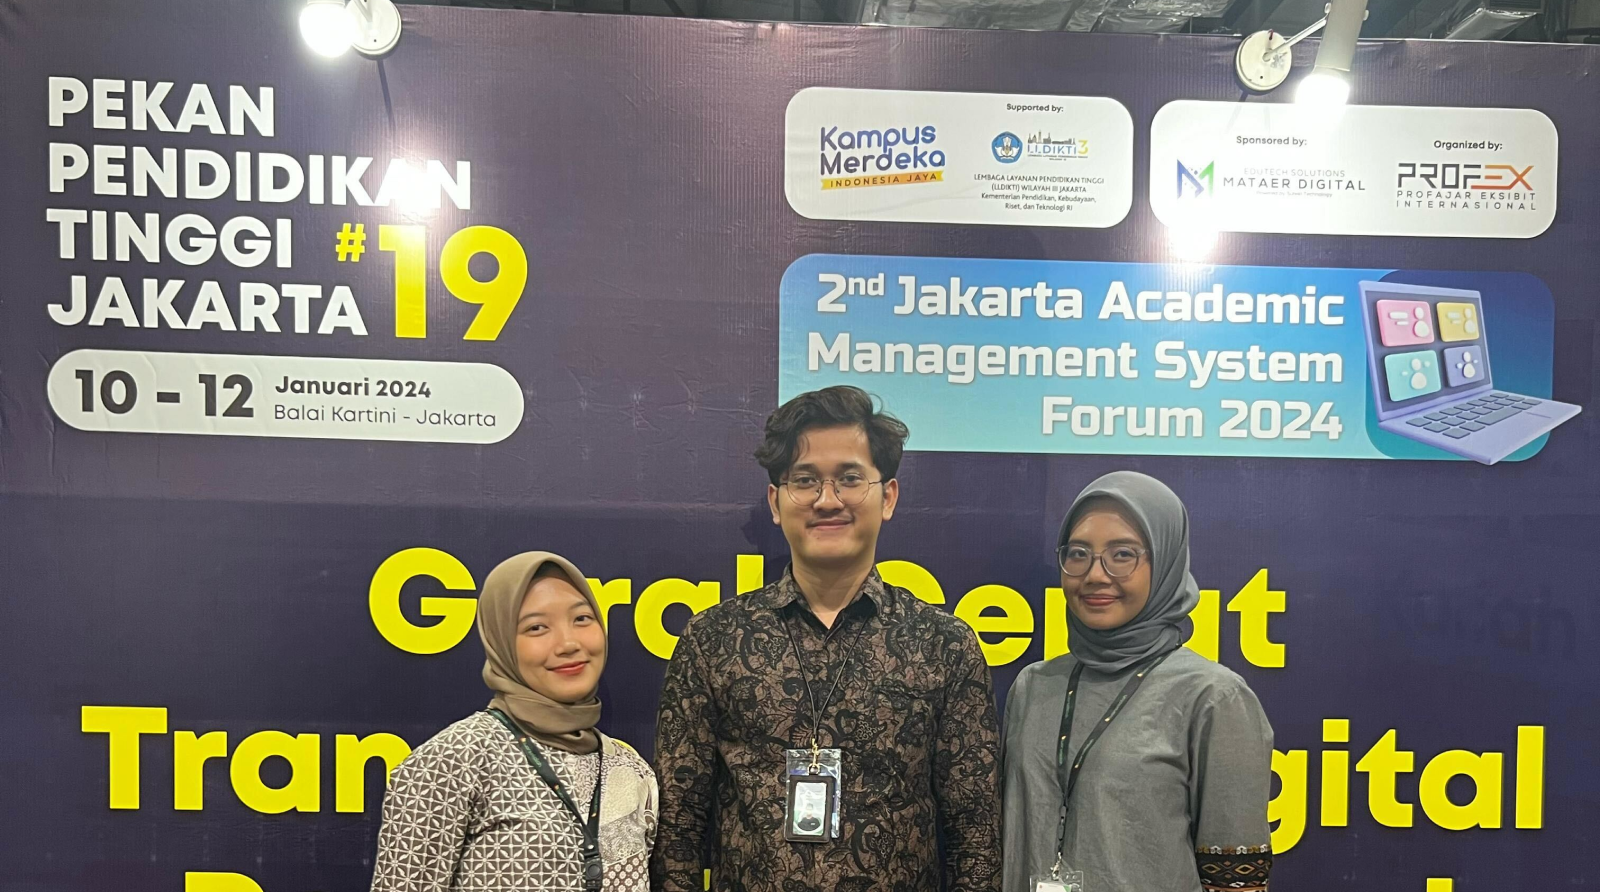 PEKAN
PENDIDIKAN
TINGGI
JAKARTA
#19
10 - 12
Januari 2024
Balai Kartini - Jakarta
Supported by:
Kampus
Merdeka
INDONESIA JAYA
LLDIKTI 3
LEMBAGA LAYANAN PENDIDIKAN TINGGI
(LLDIKTI) WILAYAH III JAKARTA
Kementerian Pendidikan, Kebudayaan,
Riset, dan Teknologi RI
Sponsored by:
EDUTECH SOLUTIONS
MATAER DIGITAL
Organized by:
PROFEX
PROFAJAR EKSIBIT
INTERNASIONAL
2nd Jakarta Academic
Management System
Forum 2024